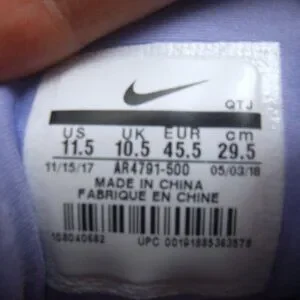 QTJ
US UK EUR cm
11.5 10.5 45.5 29.5
11/15/17 AR4791-500 05/03/18
MADE IN CHINA
FABRIQUE EN CHINE
UPC